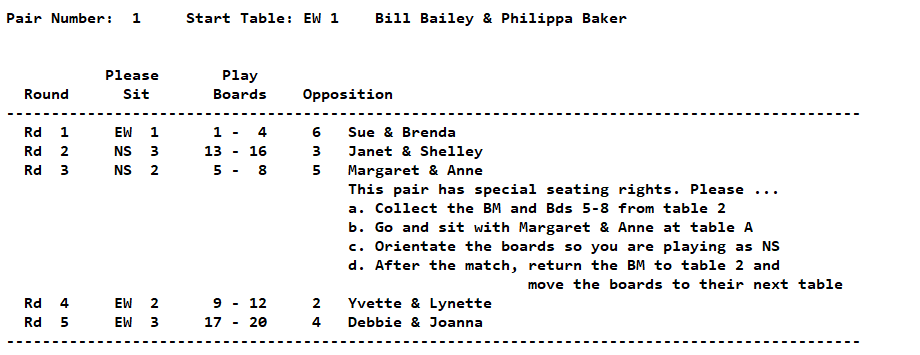 Pair Number:  1     Start Table: EW 1    Bill Bailey & Philippa Baker
           Please       Play
  Round      Sit       Boards    Opposition
-----------------------------------------------------------------------------------------------
  Rd  1     EW  1      1 -  4     6   Sue & Brenda
  Rd  2     NS  3     13 - 16     3   Janet & Shelley
  Rd  3     NS  2      5 -  8     5   Margaret & Anne
                                      This pair has special seating rights. Please ...
                                      a. Collect the BM and Bds 5-8 from table 2
                                      b. Go and sit with Margaret & Anne at table A
                                      c. Orientate the boards so you are playing as NS
                                      d. After the match, return the BM to table 2 and
                                                          move the boards to their next table
  Rd  4     EW  2      9 - 12     2   Yvette & Lynette
  Rd  5     EW  3     17 - 20     4   Debbie & Joanna
-----------------------------------------------------------------------------------------------